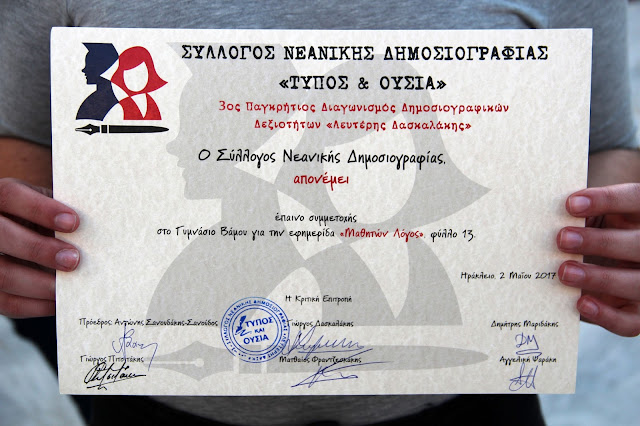 ΣΥΛΛΟΓΟΣ ΝΕΑΝΙΚΗΣ ΔΗΜΟΣΙΟΓΡΑΦΙΑΣ
«ΤΥΠΟΣ & ΟΥΣΙΑ»
3ος Παγκρήτιος Διαγωνισμός Δημοσιογραφικών
Δεξιοτήτων «Λευτέρης Δασκαλάκης»
Ο Σύλλογος Νεανικής Δημοσιογραφίας,
απονέμει
έπαινο συμμετοχής
στο Γυμνάσιο Βάμου για την εφημερίδα «Μαθητών Λόγος», φύλλο 13.
Ηράκλειο, 2 Μαΐου 2017
Η Κριτική Επιτροπή
Πρόεδρος: Αντώνης Σανουδάκης-Σανούδος
Γιώργος Δασκαλάκης
Δημήτρης Μαριδάκης
ΤΥΠΟΣ
ΚΑΙ
ΟΥΣΙΑ
Γιώργος Πιτσιτάκης
Ματθαίος Φραντζεσκάκης
Αγγελική Ψαράκη